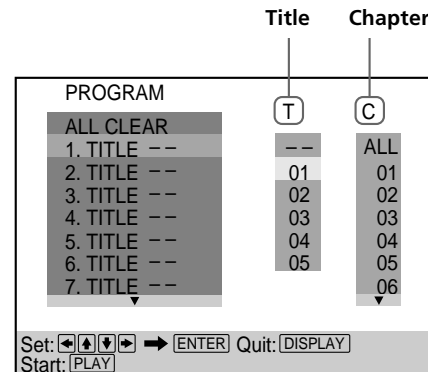 Title Chapter
PROGRAM
T C
ALL CLEAR
1. TITLE – – – – ALL
2. TITLE – – 01 01
3. TITLE – – 02 02
4. TITLE – – 03 03
5. TITLE – – 04 04
6. TITLE – – 05 05
7. TITLE – – 06
Set: ENTER Quit: DISPLAY
Start: PLAY